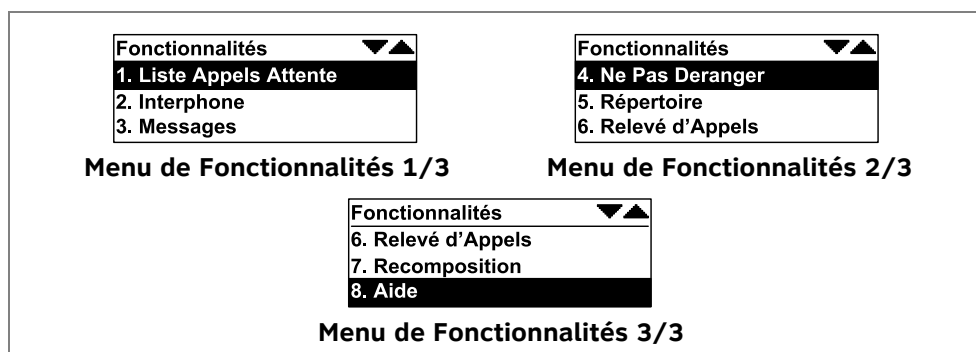 Fonctionnalités ▼▲
1. Liste Appels Attente
2. Interphone
3. Messages
Menu de Fonctionnalités 1/3
Fonctionnalités ▼▲
4. Ne Pas Deranger
5. Répertoire
6. Relevé d’Appels
Menu de Fonctionnalités 2/3
Fonctionnalités ▼▲
6. Relevé d’Appels
7. Recomposition
8. Aide
Menu de Fonctionnalités 3/3